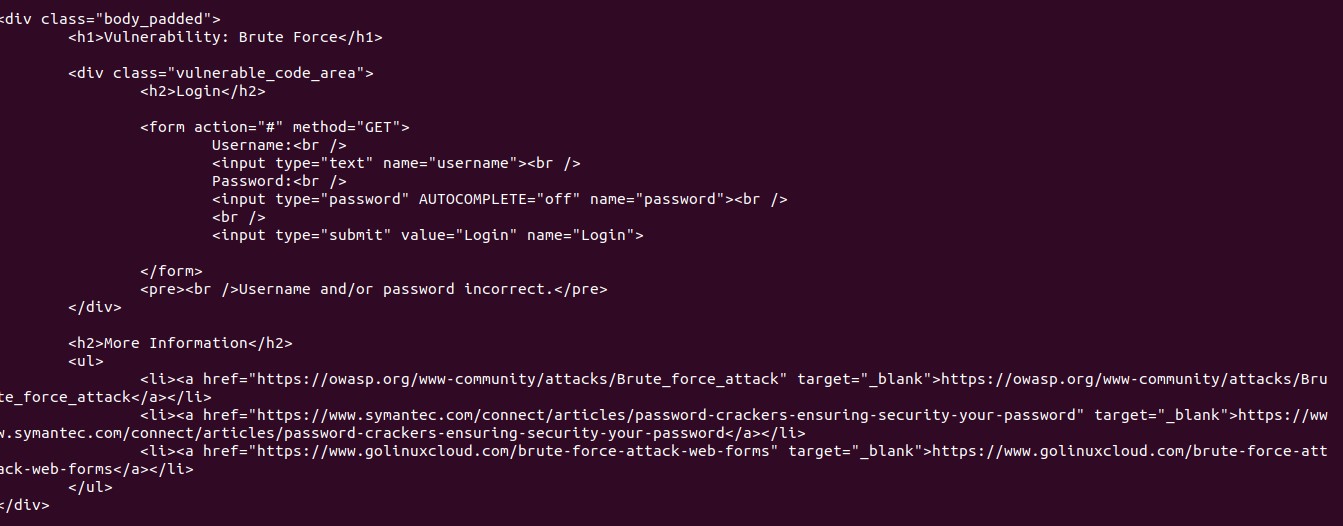 <div class="body_padded">
<h1>Vulnerability: Brute Force</h1>
<div class="vulnerable_code_area">
<h2>Login</h2>
<form action="#" method="GET">
Username:<br />
<input type="text" name="username"><br />
Password:<br />
<input type="password" AUTOCOMPLETE="off" name="password"><br />
<br />
<input type="submit" value="Login" name="Login">
</form>
<pre><br />Username and/or password incorrect.</pre>
</div>
<h2>More Information</h2>
<ul>
<li><a href="https://owasp.org/www-community/attacks/Brute_force_attack" target="_blank">https://owasp.org/www-community/attacks/Bru
te_force_attack</a></li>
<li><a href="https://www.symantec.com/connect/articles/password-crackers-ensuring-security-your-password" target="_blank">https://ww
w.symantec.com/connect/articles/password-crackers-ensuring-security-your-password</a></li>
<li><a href="https://www.golinuxcloud.com/brute-force-attack-web-forms" target="_blank">https://www.golinuxcloud.com/brute-force-att
ack-web-forms</a></li>
</ul>
</div>